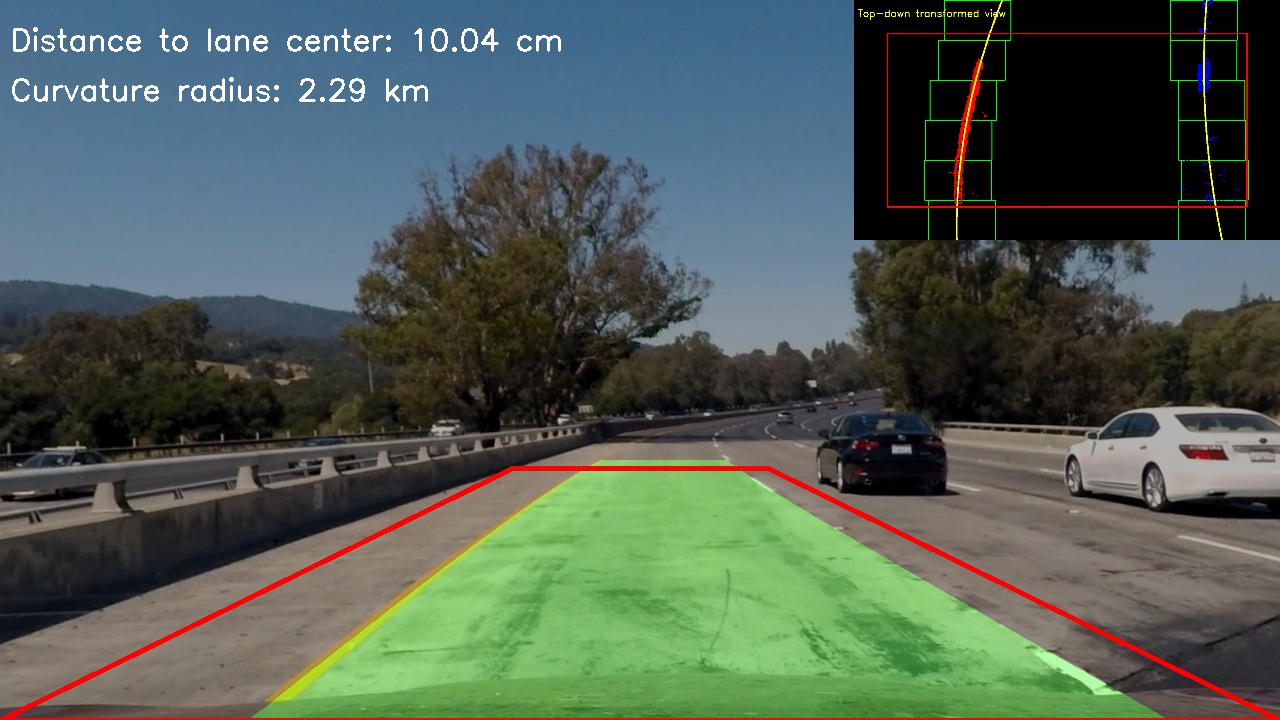 Distance to lane center: 10.04 cm
Curvature radius: 2.29 km
Top-down transformed view